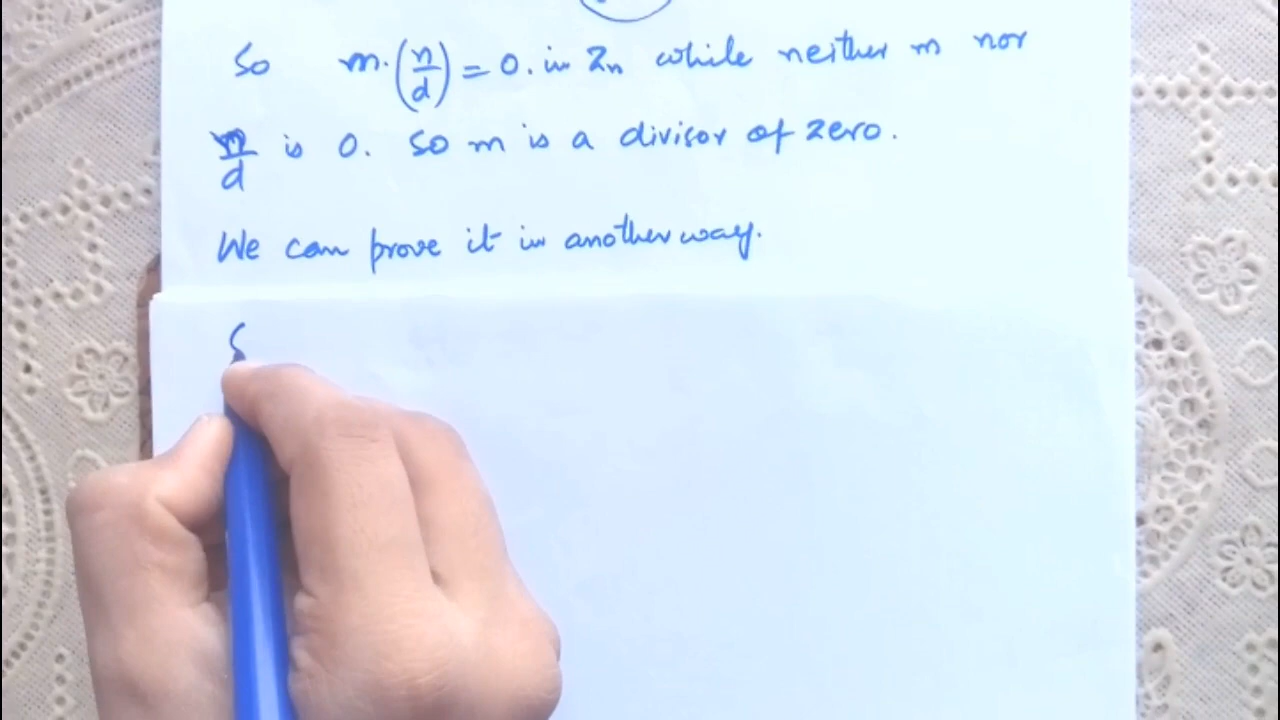 So m.(n/d) = 0. in Zn while neither m nor
n/d is 0. So m is a divisor of zero.
We can prove it in another way.